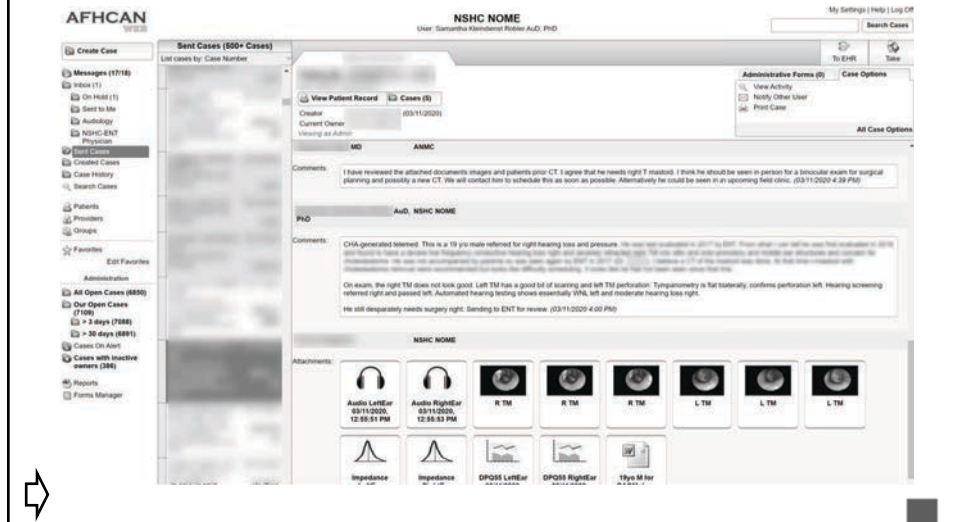 AFHCAN
WEB
NSHC NOME
User: Samantha Kleindienst Robler AuD, PhD
My Settings | Help | Log Off
Search Cases
Create Case
Messages (17/18)
Inbox (1)
On Hold (1)
Sent to Me
Audiology
NSHC-ENT
Physician
Sent Cases
Created Cases
Case History
Search Cases
Patients
Providers
Groups
Favorites
Edit Favorites
Administration
All Open Cases (6850)
Our Open Cases
(7109)
> 3 days (7088)
> 30 days (6891)
Cases On Alert
Cases with Inactive
owners (386)
Reports
Forms Manager
Sent Cases (500+ Cases)
List cases by: Case Number
To EHR
Take
View Patient Record
Cases (5)
Creator (03/11/2020)
Current Owner
Viewing as Admin
Administrative Forms (0)
Case Options
View Activity
Notify Other User
Print Case
All Case Options
MD ANMC
Comments: I have reviewed the attached documents images and patients prior CT. I agree that he needs right T mastoid. I think he should be seen in person for a binocular exam for surgical
planning and possibly a new CT. We will contact him to schedule this as soon as possible. Alternatively he could be seen in an upcoming field clinic. (03/11/2020 4:39 PM)
AuD, NSHC NOME
PhD
Comments: CHA-generated telemed. This is a 19 y/o male referred for right hearing loss and pressure.
On exam, the right TM does not look good. Left TM has a good bit of scarring and left TM perforation. Tympanometry is flat bilaterally, confirms perforation left. Hearing screening
referred right and passed left. Automated hearing testing shows essentially WNL left and moderate hearing loss right.
He still desparately needs surgery right. Sending to ENT for review. (03/11/2020 4:00 PM)
NSHC NOME
Attachments:
Audio LeftEar
03/11/2020,
12:55:51 PM
Audio RightEar
03/11/2020,
12:55:53 PM
R TM
R TM
L TM
L TM
L TM
Impedance
Impedance
DPQ55 LeftEar
DPQ55 RightEar
19yo M for